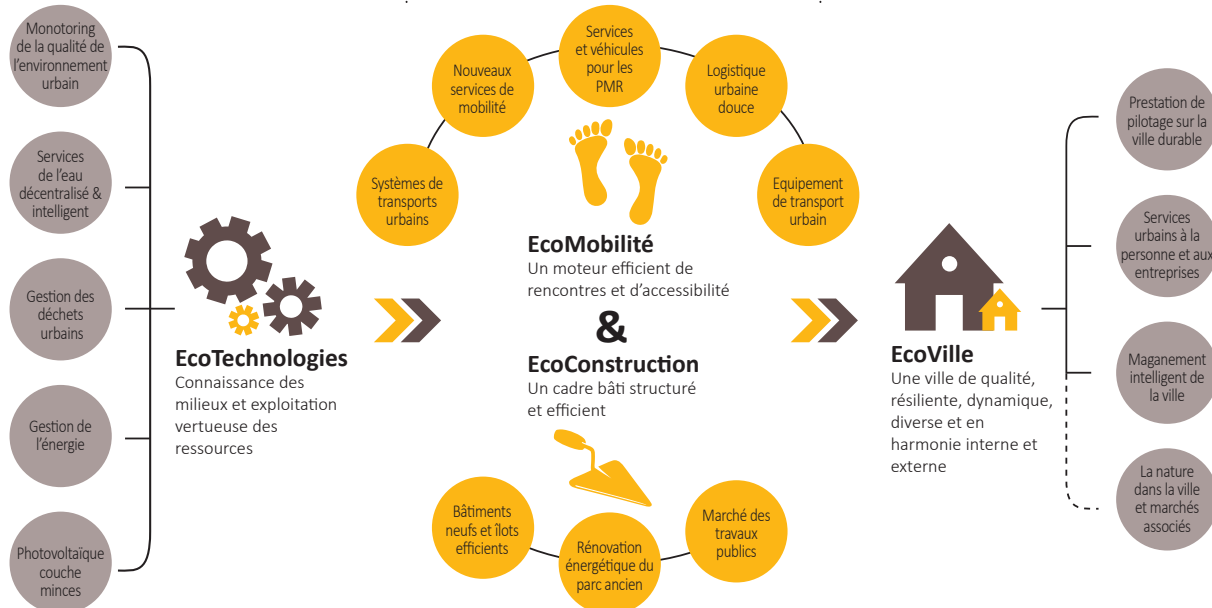 Monotoring
de la qualité de
l'environnement
urbain
Services
de l'eau
décentralisé &
intelligent
Gestion des
déchets
urbains
Gestion de
l'énergie
Photovoltaïque
couche
minces
EcoTechnologies
Connaissance des
milieux et exploitation
vertueuse des
ressources
Systèmes de
transports
urbains
Nouveaux
services de
mobilité
Services
et véhicules
pour les
PMR
Logistique
urbaine
douce
Equipement
de transport
urbain
EcoMobilité
Un moteur efficient de
rencontres et d'accessibilité
&
EcoConstruction
Un cadre bâti structuré
et efficient
Bâtiments
neufs et îlots
efficients
Rénovation
énergétique du
parc ancien
Marché des
travaux
publics
EcoVille
Une ville de qualité,
résiliente, dynamique,
diverse et en
harmonie interne et
externe
Prestation de
pilotage sur la
ville durable
Services
urbains à la
personne et aux
entreprises
Maganement
intelligent de
la ville
La nature
dans la ville
et marchés
associés